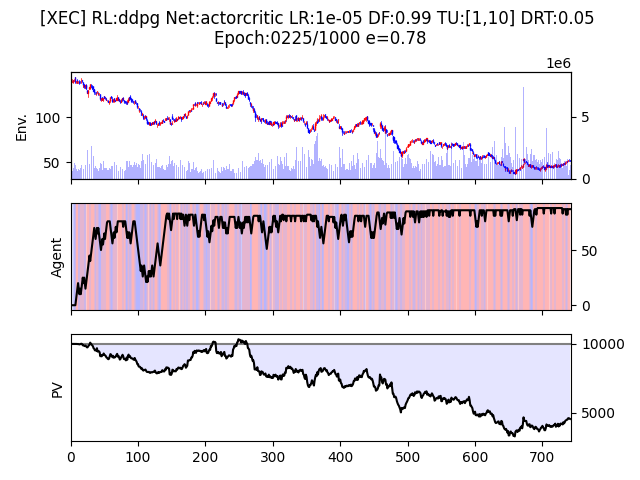 [XEC] RL:ddpg Net:actorcritic LR:1e-05 DF:0.99 TU:[1,10] DRT:0.05
Epoch:0225/1000 e=0.78
1e6
Env.
100
50
5
0
Agent
50
0
PV
10000
5000
0 100 200 300 400 500 600 700